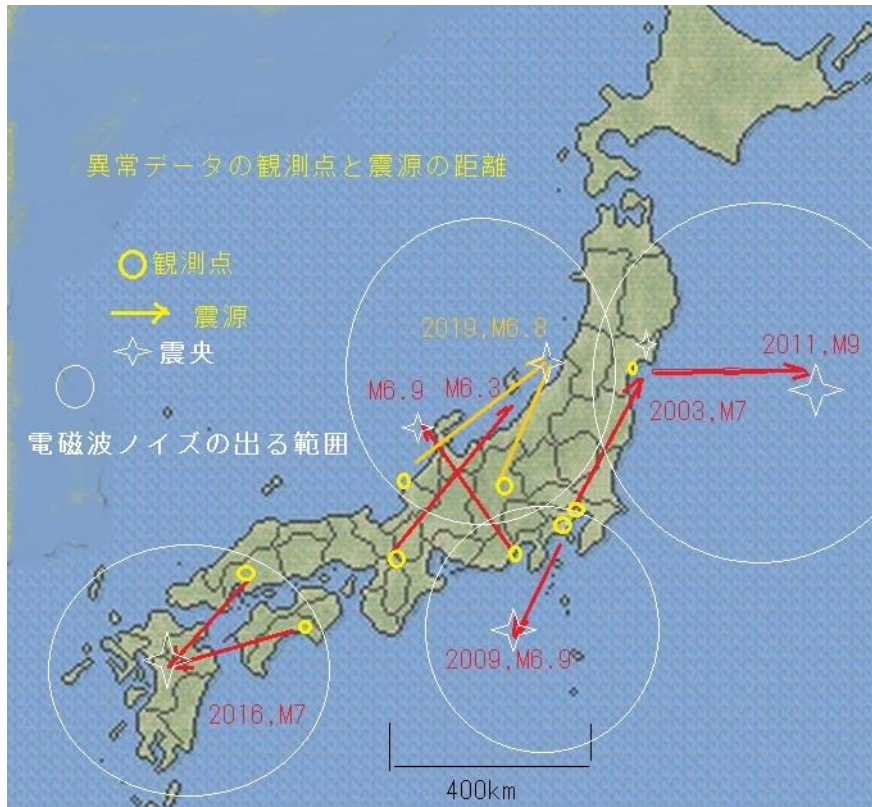 異常データの観測点と震源の距離
観測点
震源
震央
電磁波ノイズの出る範囲
2019,M6.8
M6.9
M6.3
2011,M9
2003,M7
2009,M6.9
2016,M7
400km